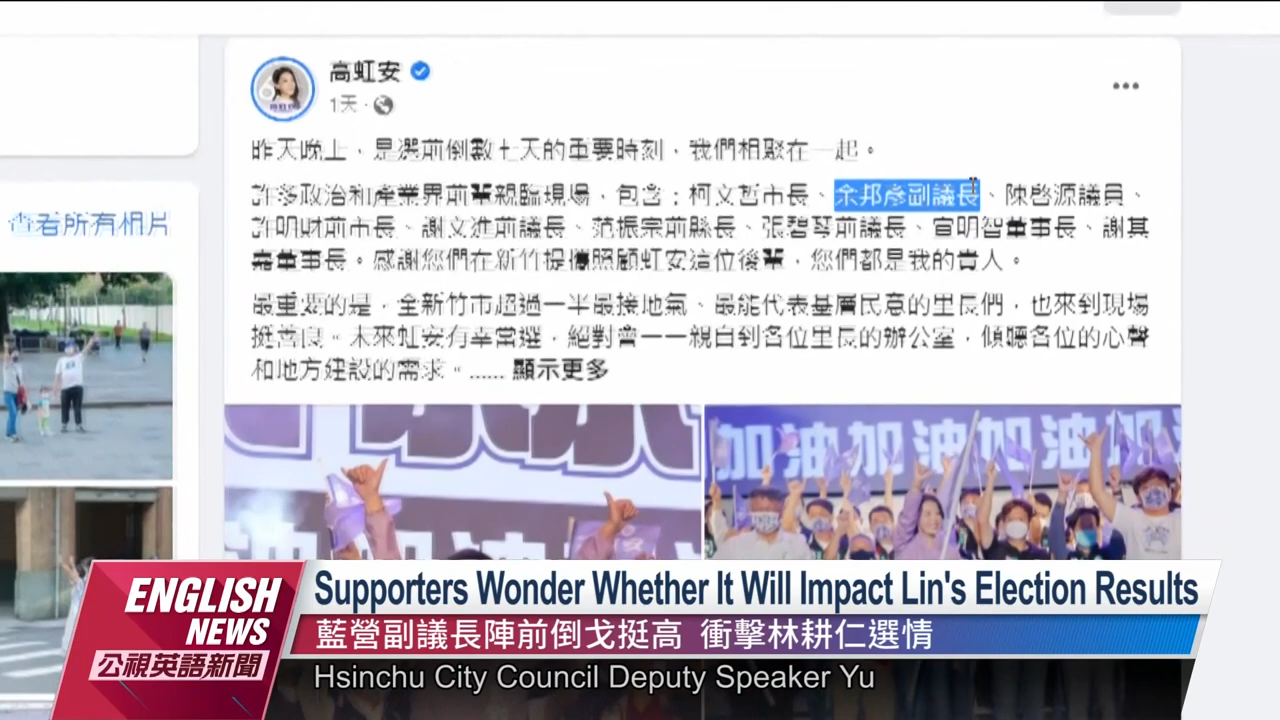 高虹安
1天
昨天晚上，是選前倒數七天的重要時刻，我們相聚在一起。
許多政治和產業界前輩親臨現場，包含：柯文哲市長、余邦彥副議長、陳啓源議員、
許明財前市長、謝文進前議長、范振宗前縣長、張碧琴前議長、宣明智董事長、謝其
嘉董事長。感謝您們在新竹提攜照顧虹安這位後輩，您們都是我的貴人。
查看所有相片
最重要的是，全新竹市超過一半最接地氣、最能代表基層民意的里長們，也來到現場
挺善良。未來虹安有幸當選，絕對會一一親自到各位里長的辦公室，傾聽各位的心聲
和地方建設的需求。...... 顯示更多
加油加油加油加油
加油加油
ENGLISH
NEWS
公視英語新聞
Supporters Wonder Whether It Will Impact Lin's Election Results
藍營副議長陣前倒戈挺高 衝擊林耕仁選情
Hsinchu City Council Deputy Speaker Yu